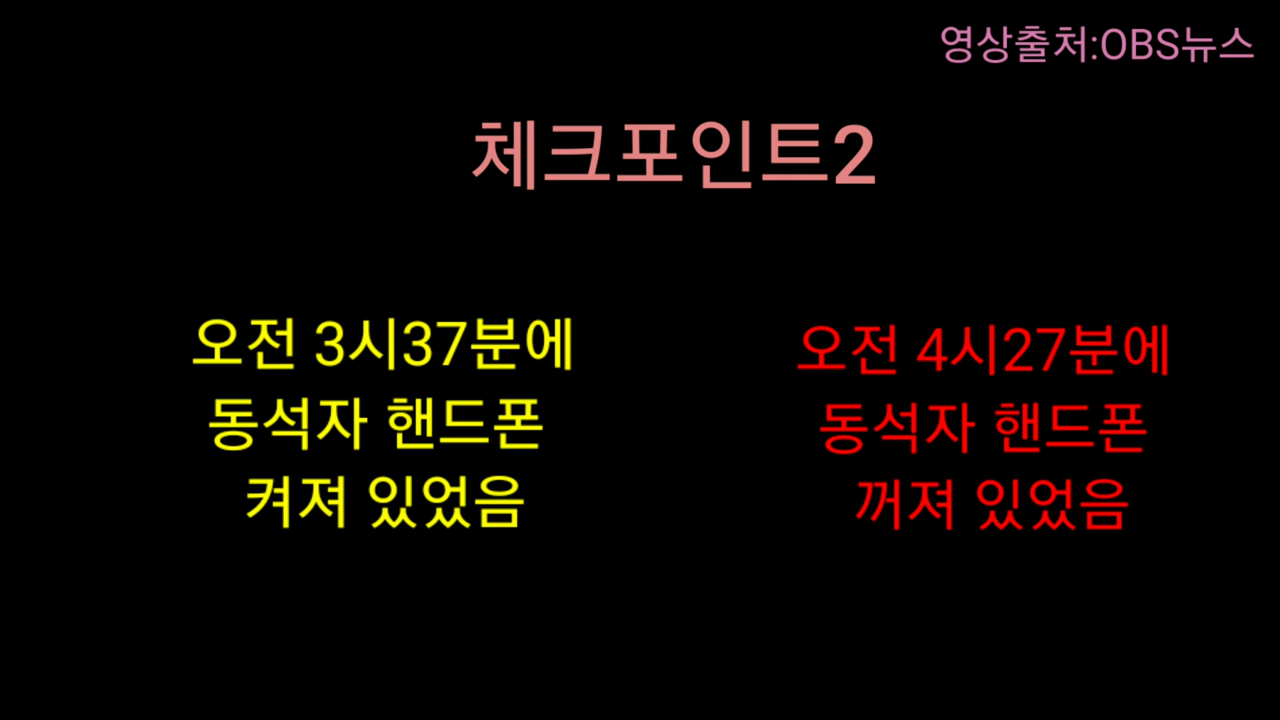 영상출처:OBS뉴스
체크포인트2
오전 3시37분에
동석자 핸드폰
켜져 있었음
오전 4시27분에
동석자 핸드폰
꺼져 있었음